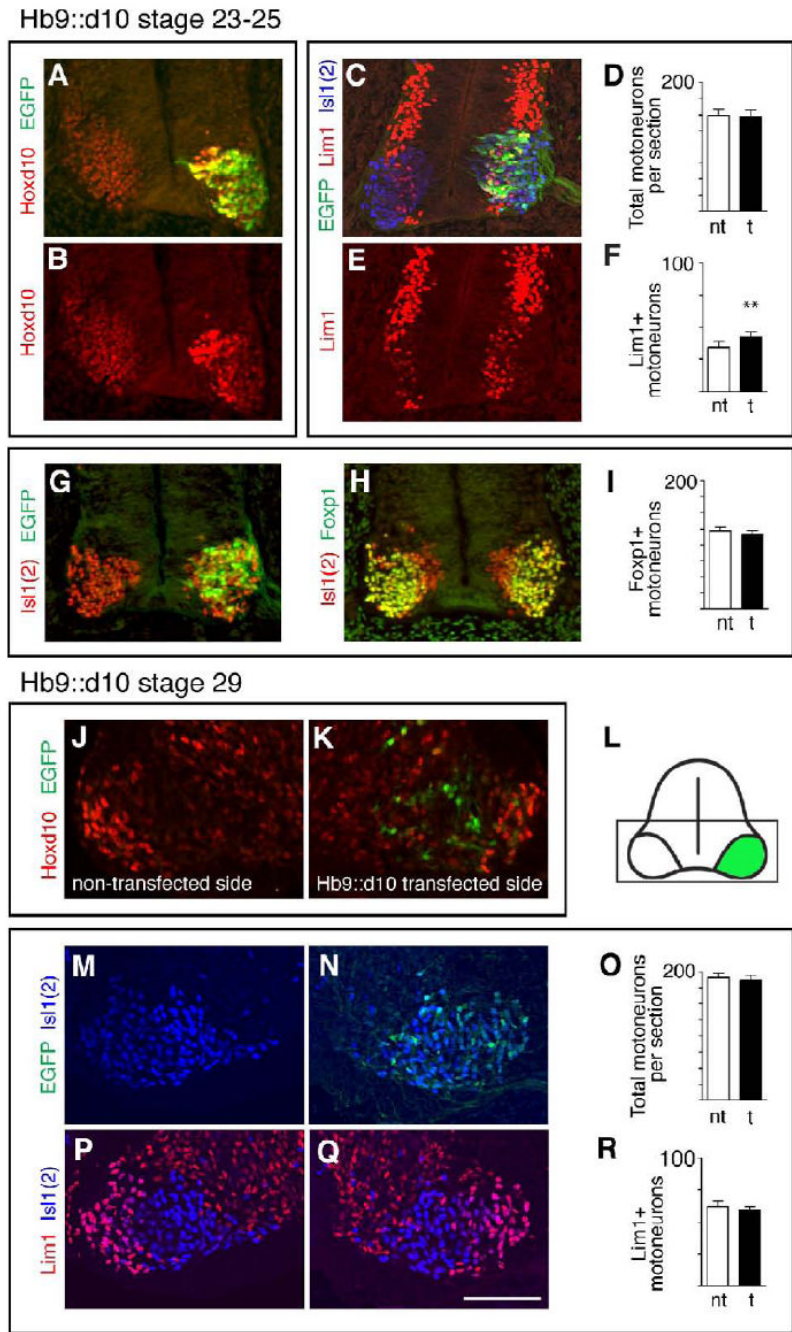 Hb9::d10 stage 23-25
Hoxd10 EGFP
A
C
EGFP Lim1 Isl1(2)
D
Total motoneurons
per section
200
nt t
Hoxd10
B
Lim1
E
F
Lim1+
motoneurons
100
**
nt t
Isl1(2) EGFP
G
Isl1(2) Foxp1
H
I
Foxp1+
motoneurons
200
nt t
Hb9::d10 stage 29
Hoxd10 EGFP
J
non-transfected side
K
Hb9::d10 transfected side
L
EGFP Isl1(2)
M
N
O
Total motoneurons
per section
200
nt t
Lim1 Isl1(2)
P
Q
R
Lim1+
motoneurons
100
nt t